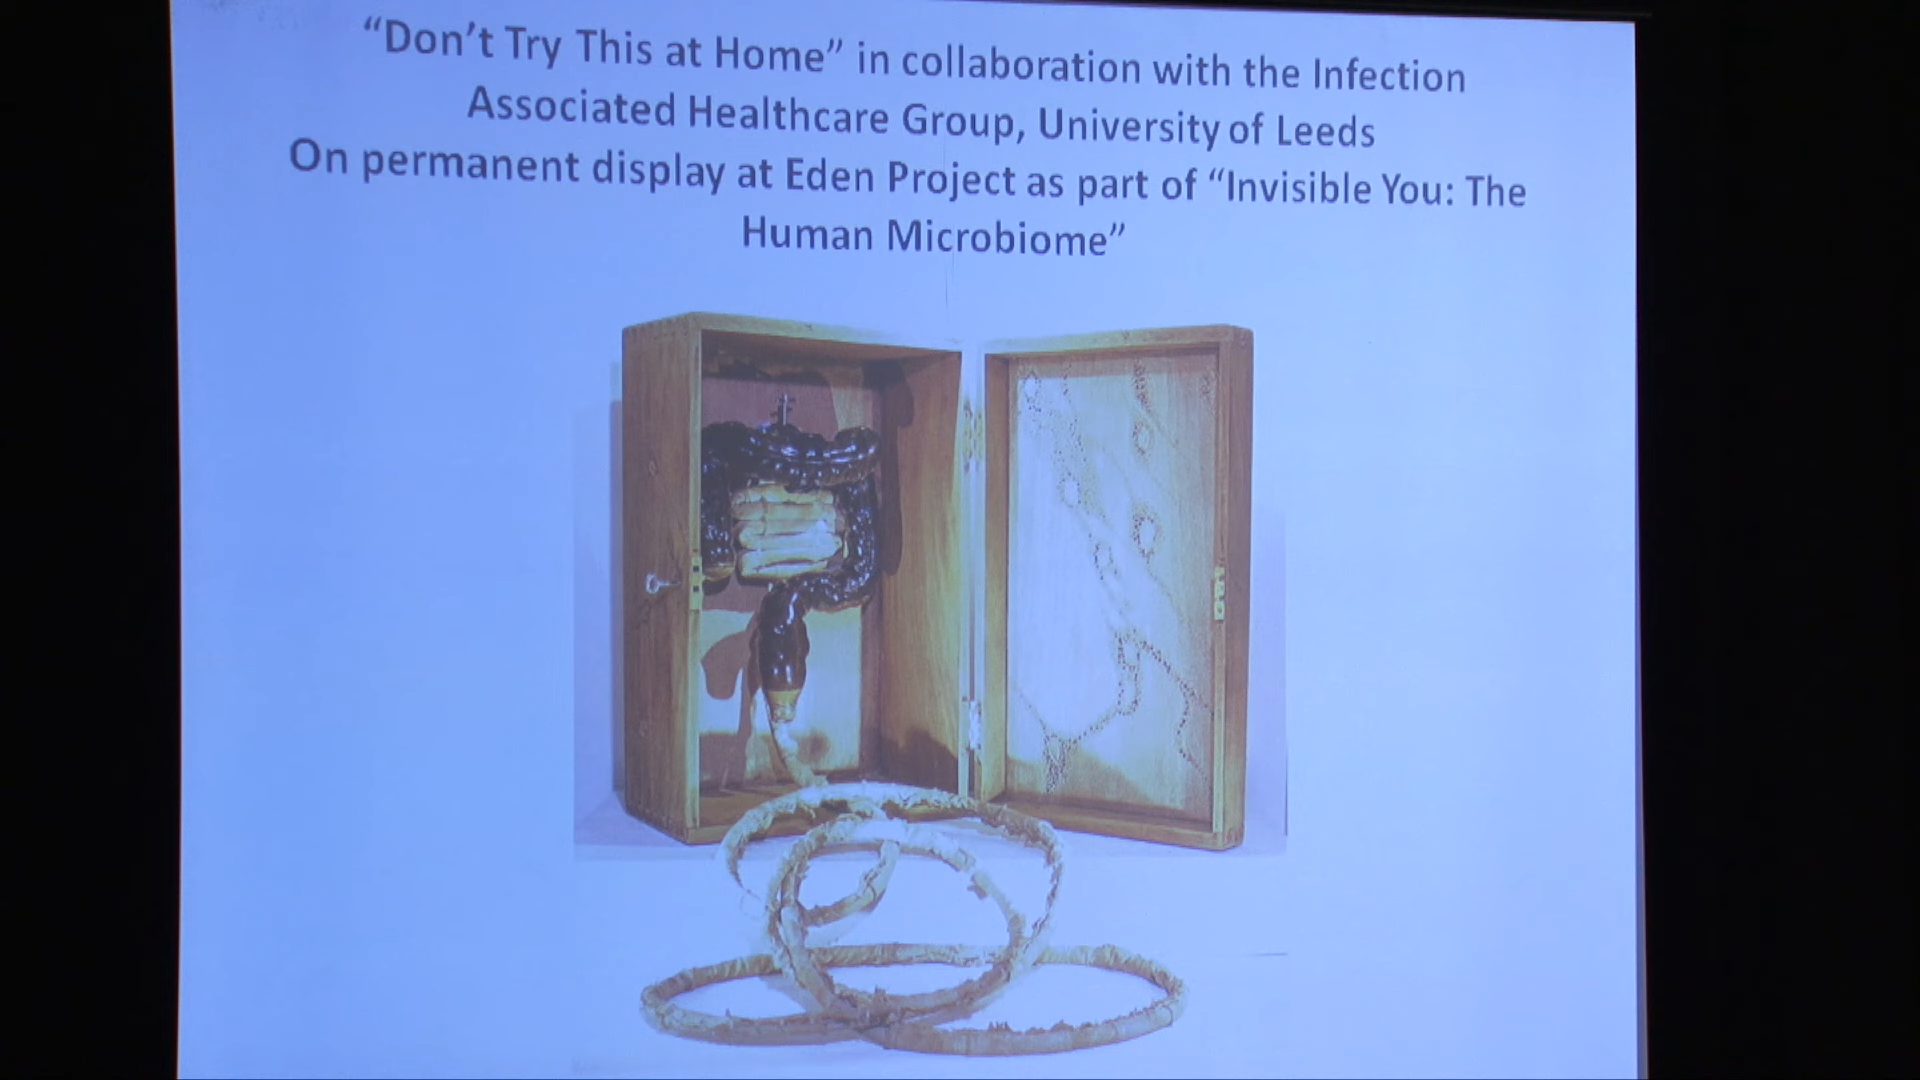 “Don’t Try This at Home” in collaboration with the Infection
Associated Healthcare Group, University of Leeds
On permanent display at Eden Project as part of “Invisible You: The
Human Microbiome”